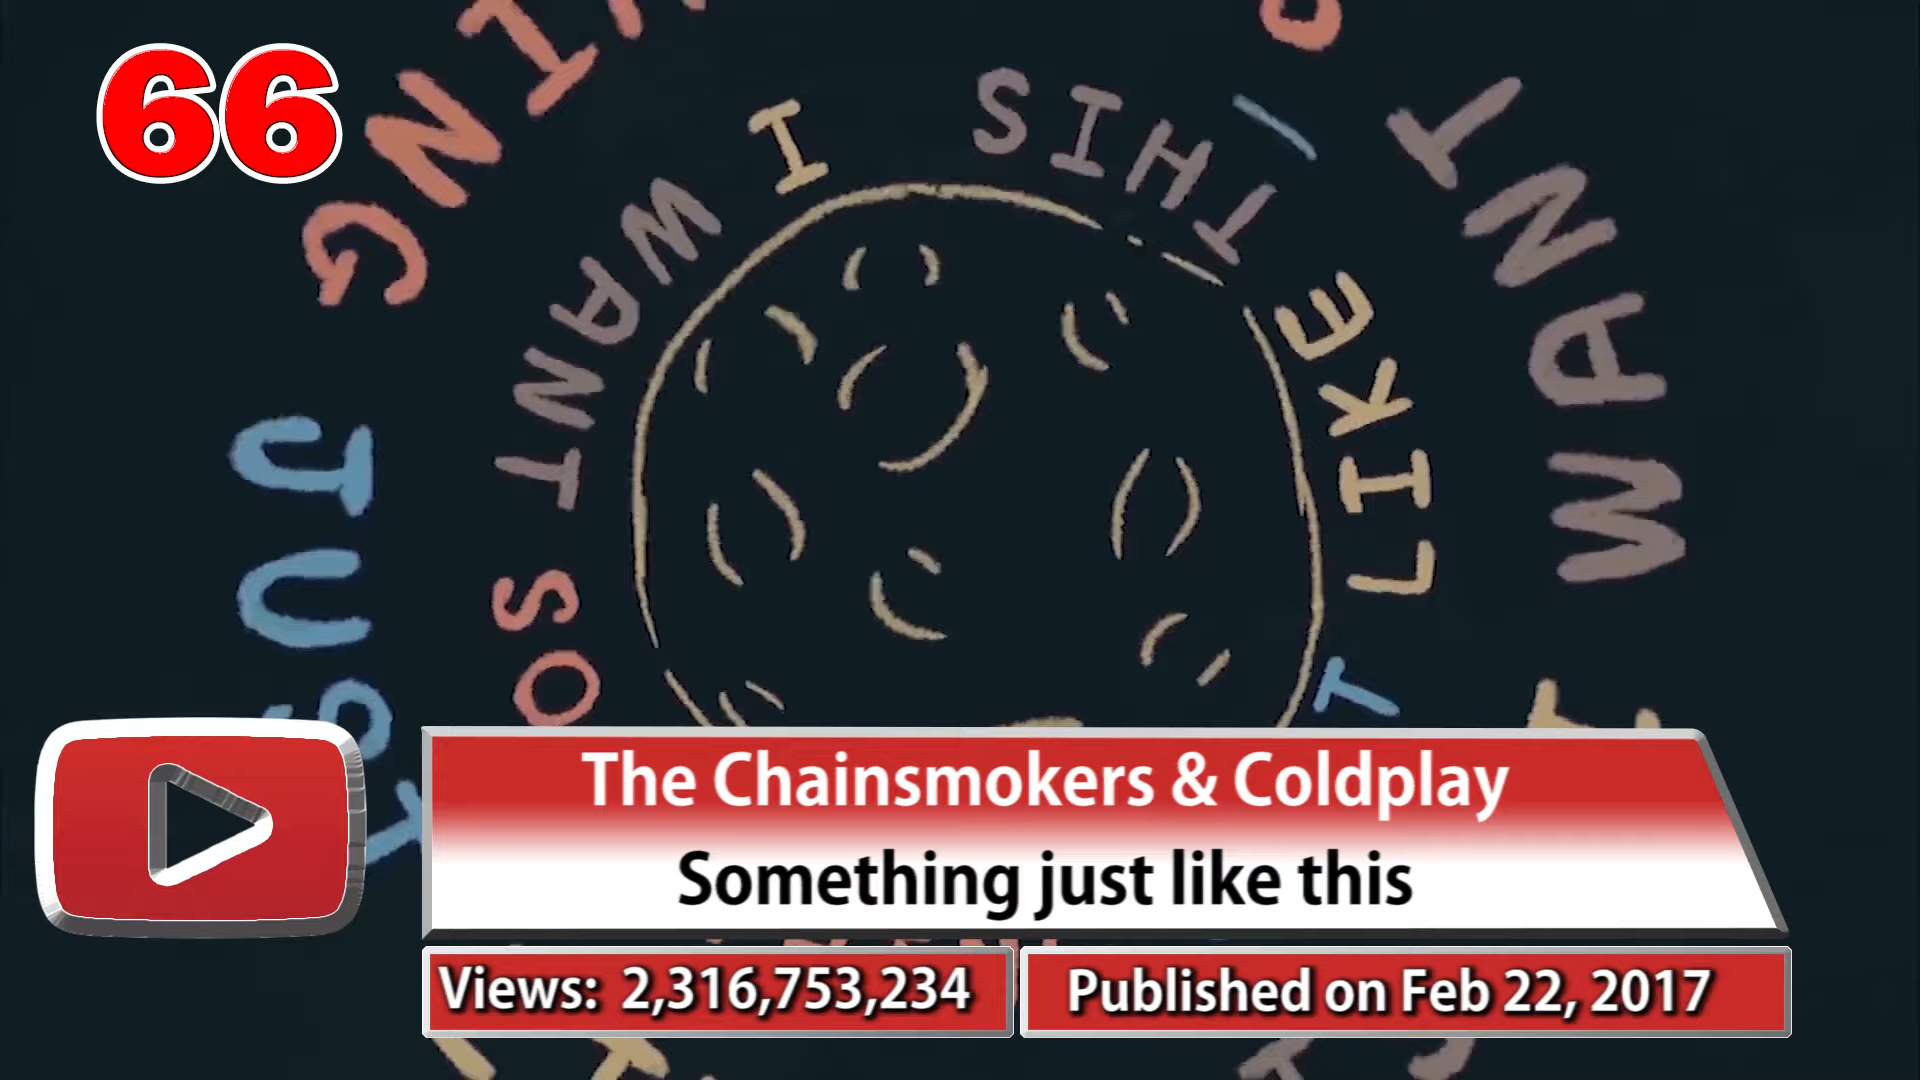 66
I WANT SO
THIS
LIKE
I WANT
JUST
The Chainsmokers & Coldplay
Something just like this
Views: 2,316,753,234
Published on Feb 22, 2017